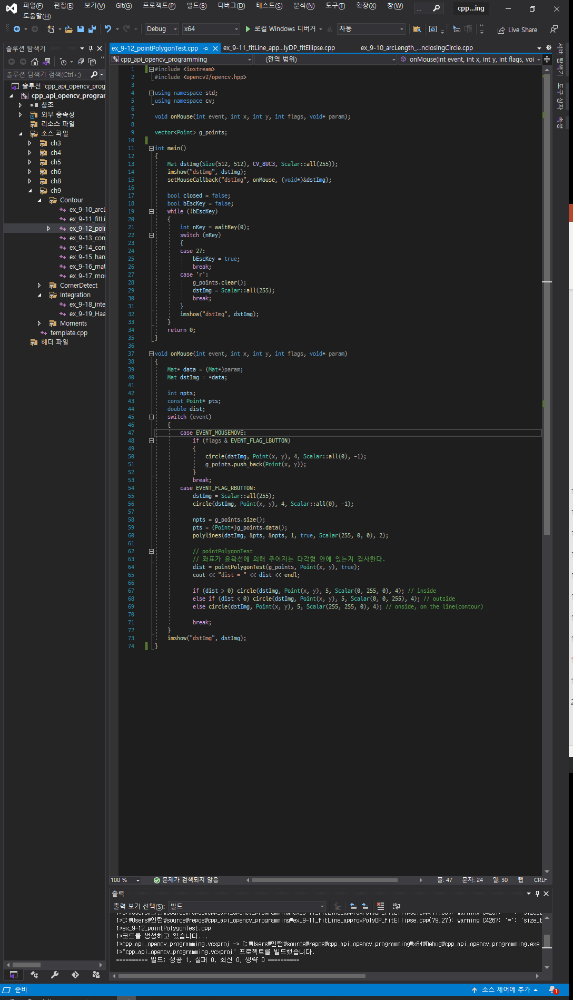 파일(F) 편집(E) 보기(V) Git(G) 프로젝트(P) 빌드(B) 디버그(D) 테스트(S) 분석(N) 도구(T) 확장(X) 창(W) ... cpp...ing
도움말(H)
Debug x64 로컬 Windows 디버거 자동 Live Share
솔루션 탐색기
솔루션 탐색기 검색(Ctrl+;)
솔루션 'cpp_api_opencv_prog
cpp_api_opencv_prograr
참조
외부 종속성
리소스 파일
소스 파일
ch3
ch4
ch5
ch6
ch8
ch9
Contour
ex_9-10_arcL
ex_9-11_fitLi
ex_9-12_poir
ex_9-13_con
ex_9-14_con
ex_9-15_han
ex_9-16_mat
ex_9-17_mou
CornerDetect
Integration
ex_9-18_inte
ex_9-19_Haa
Moments
template.cpp
헤더 파일
ex_9-12_pointPolygonTest.cpp ex_9-11_fitLine_app...lyDP_fitEllipse.cpp ex_9-10_arcLength_...nclosingCircle.cpp
cpp_api_opencv_programming (전역 범위) onMouse(int event, int x, int y, int flags, voi
1 #include <iostream>
2 #include <opencv2/opencv.hpp>
3
4 using namespace std;
5 using namespace cv;
6
7 void onMouse(int event, int x, int y, int flags, void* param);
8
9 vector<Point> g_points;
10
11 int main()
12 {
13 Mat dstImg(Size(512, 512), CV_8UC3, Scalar::all(255));
14 imshow("dstImg", dstImg);
15 setMouseCallback("dstImg", onMouse, (void*)&dstImg);
16
17 bool closed = false;
18 bool bEscKey = false;
19 while (!bEscKey)
20 {
21 int nKey = waitKey(0);
22 switch (nKey)
23 {
24 case 27:
25 bEscKey = true;
26 break;
27 case 'r':
28 g_points.clear();
29 dstImg = Scalar::all(255);
30 break;
31 }
32 imshow("dstImg", dstImg);
33 }
34 return 0;
35 }
36
37 void onMouse(int event, int x, int y, int flags, void* param)
38 {
39 Mat* data = (Mat*)param;
40 Mat dstImg = *data;
41
42 int npts;
43 const Point* pts;
44 double dist;
45 switch (event)
46 {
47 case EVENT_MOUSEMOVE:
48 if (flags & EVENT_FLAG_LBUTTON)
49 {
50 circle(dstImg, Point(x, y), 4, Scalar::all(0), -1);
51 g_points.push_back(Point(x, y));
52 }
53 break;
54 case EVENT_FLAG_RBUTTON:
55 dstImg = Scalar::all(255);
56 circle(dstImg, Point(x, y), 4, Scalar::all(0), -1);
57
58 npts = g_points.size();
59 pts = (Point*)g_points.data();
60 polylines(dstImg, &pts, &npts, 1, true, Scalar(255, 0, 0), 2);
61
62 // pointPolygonTest
63 // 좌표가 윤곽선에 의해 주어지는 다각형 안에 있는지 검사한다.
64 dist = pointPolygonTest(g_points, Point(x, y), true);
65 cout << "dist = " << dist << endl;
66
67 if (dist > 0) circle(dstImg, Point(x, y), 5, Scalar(0, 255, 0), 4); // inside
68 else if (dist < 0) circle(dstImg, Point(x, y), 5, Scalar(0, 0, 255), 4); // outside
69 else circle(dstImg, Point(x, y), 5, Scalar(255, 255, 0), 4); // onside, on the line(contour)
70
71 break;
72 }
73 imshow("dstImg", dstImg);
74 }
서버 탐색기
도구 상자
속성
100 % 문제가 검색되지 않음 줄: 47 문자: 24 열: 30 탭 CRLF
출력
출력 보기 선택(S): 빌드
1>C:\Users\인턴\source\repos\cpp_api_opencv_programming\ex_9-11_fitLine_approxPolyDP_fitEllipse.cpp(79,27): warning C4267: '=': 'size_t
1>ex_9-12_pointPolygonTest.cpp
1>코드를 생성하고 있습니다...
1>cpp_api_opencv_programming.vcxproj -> C:\Users\인턴\source\repos\cpp_api_opencv_programming\x64\Debug\cpp_api_opencv_programming.exe
1>"cpp_api_opencv_programming.vcxproj" 프로젝트를 빌드했습니다.
========== 빌드: 성공 1, 실패 0, 최신 0, 생략 0 ==========
준비 소스 제어에 추가 1